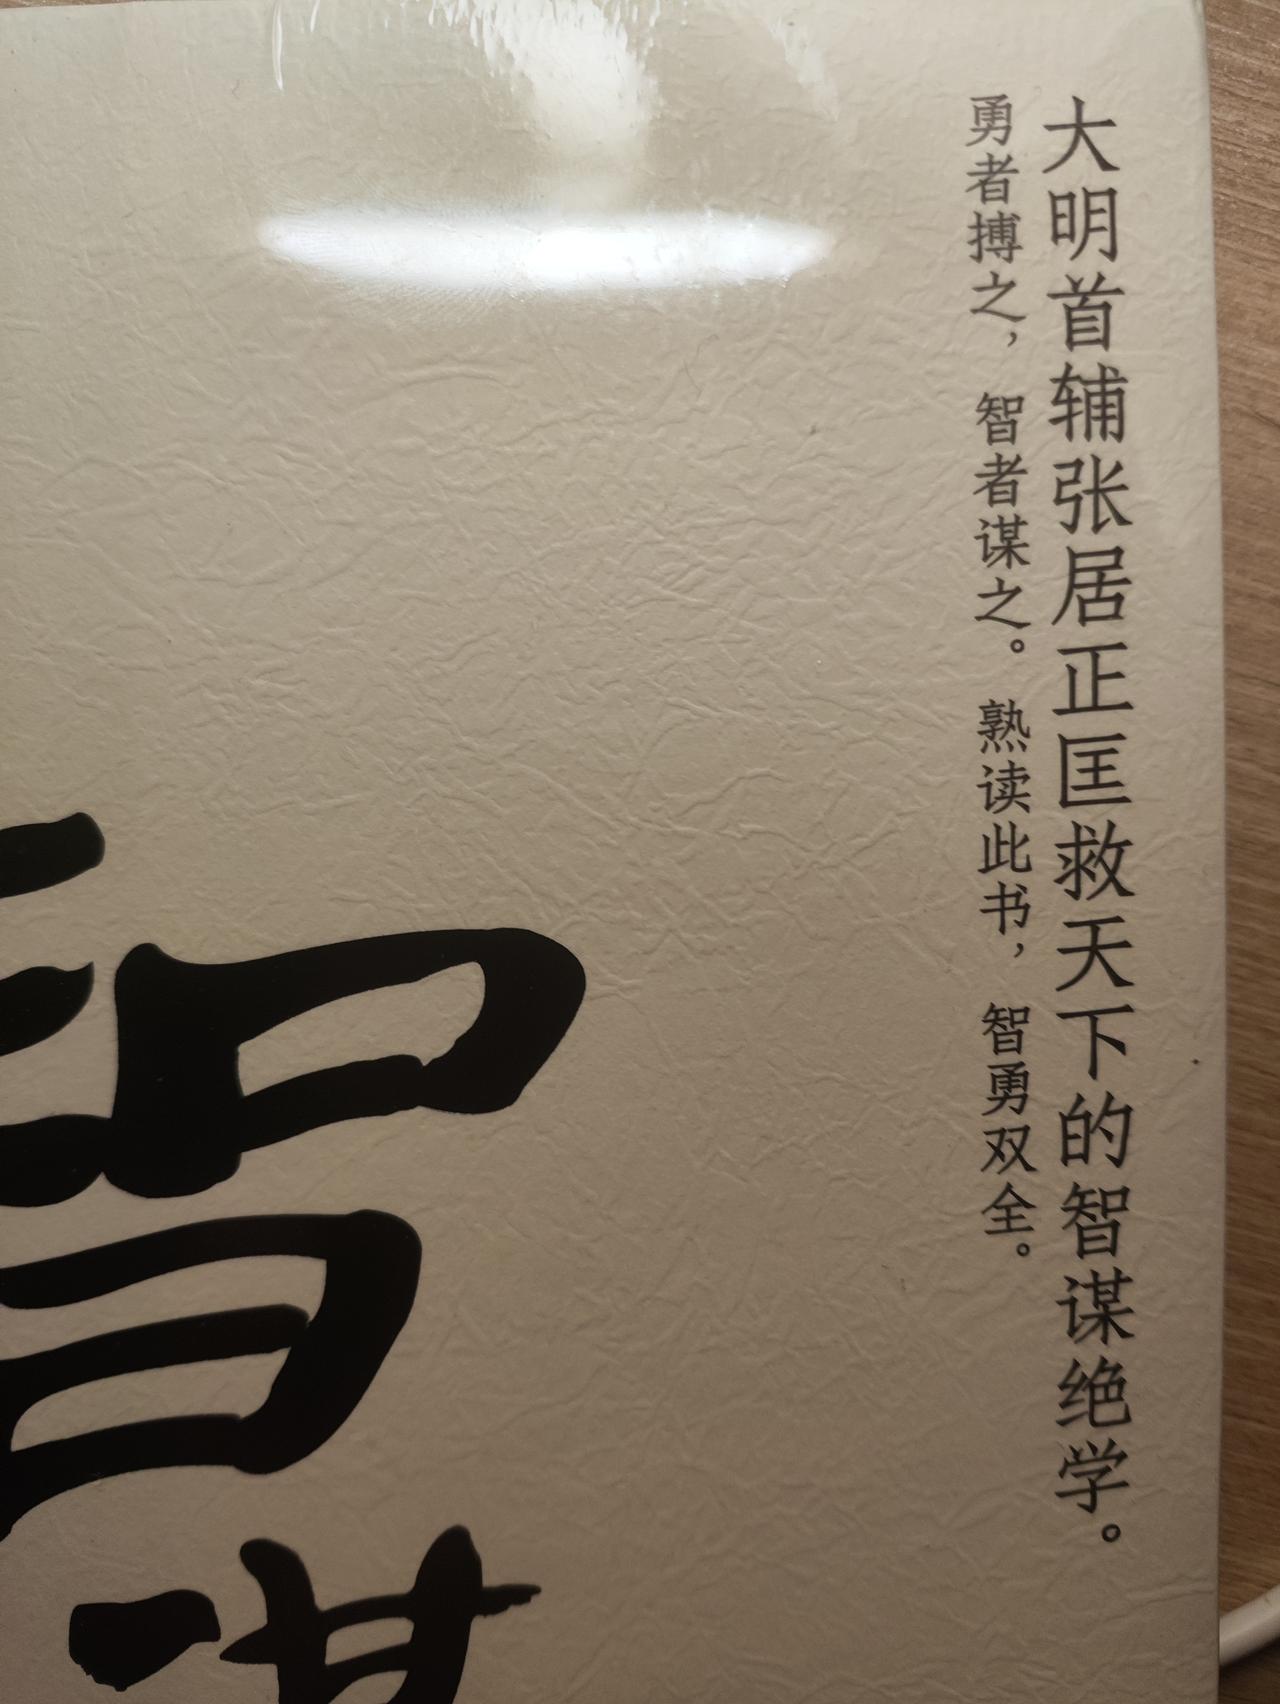 大明首辅张居正匡救天下的智谋绝学。
勇者搏之，智者谋之。熟读此书，智勇双全。
智